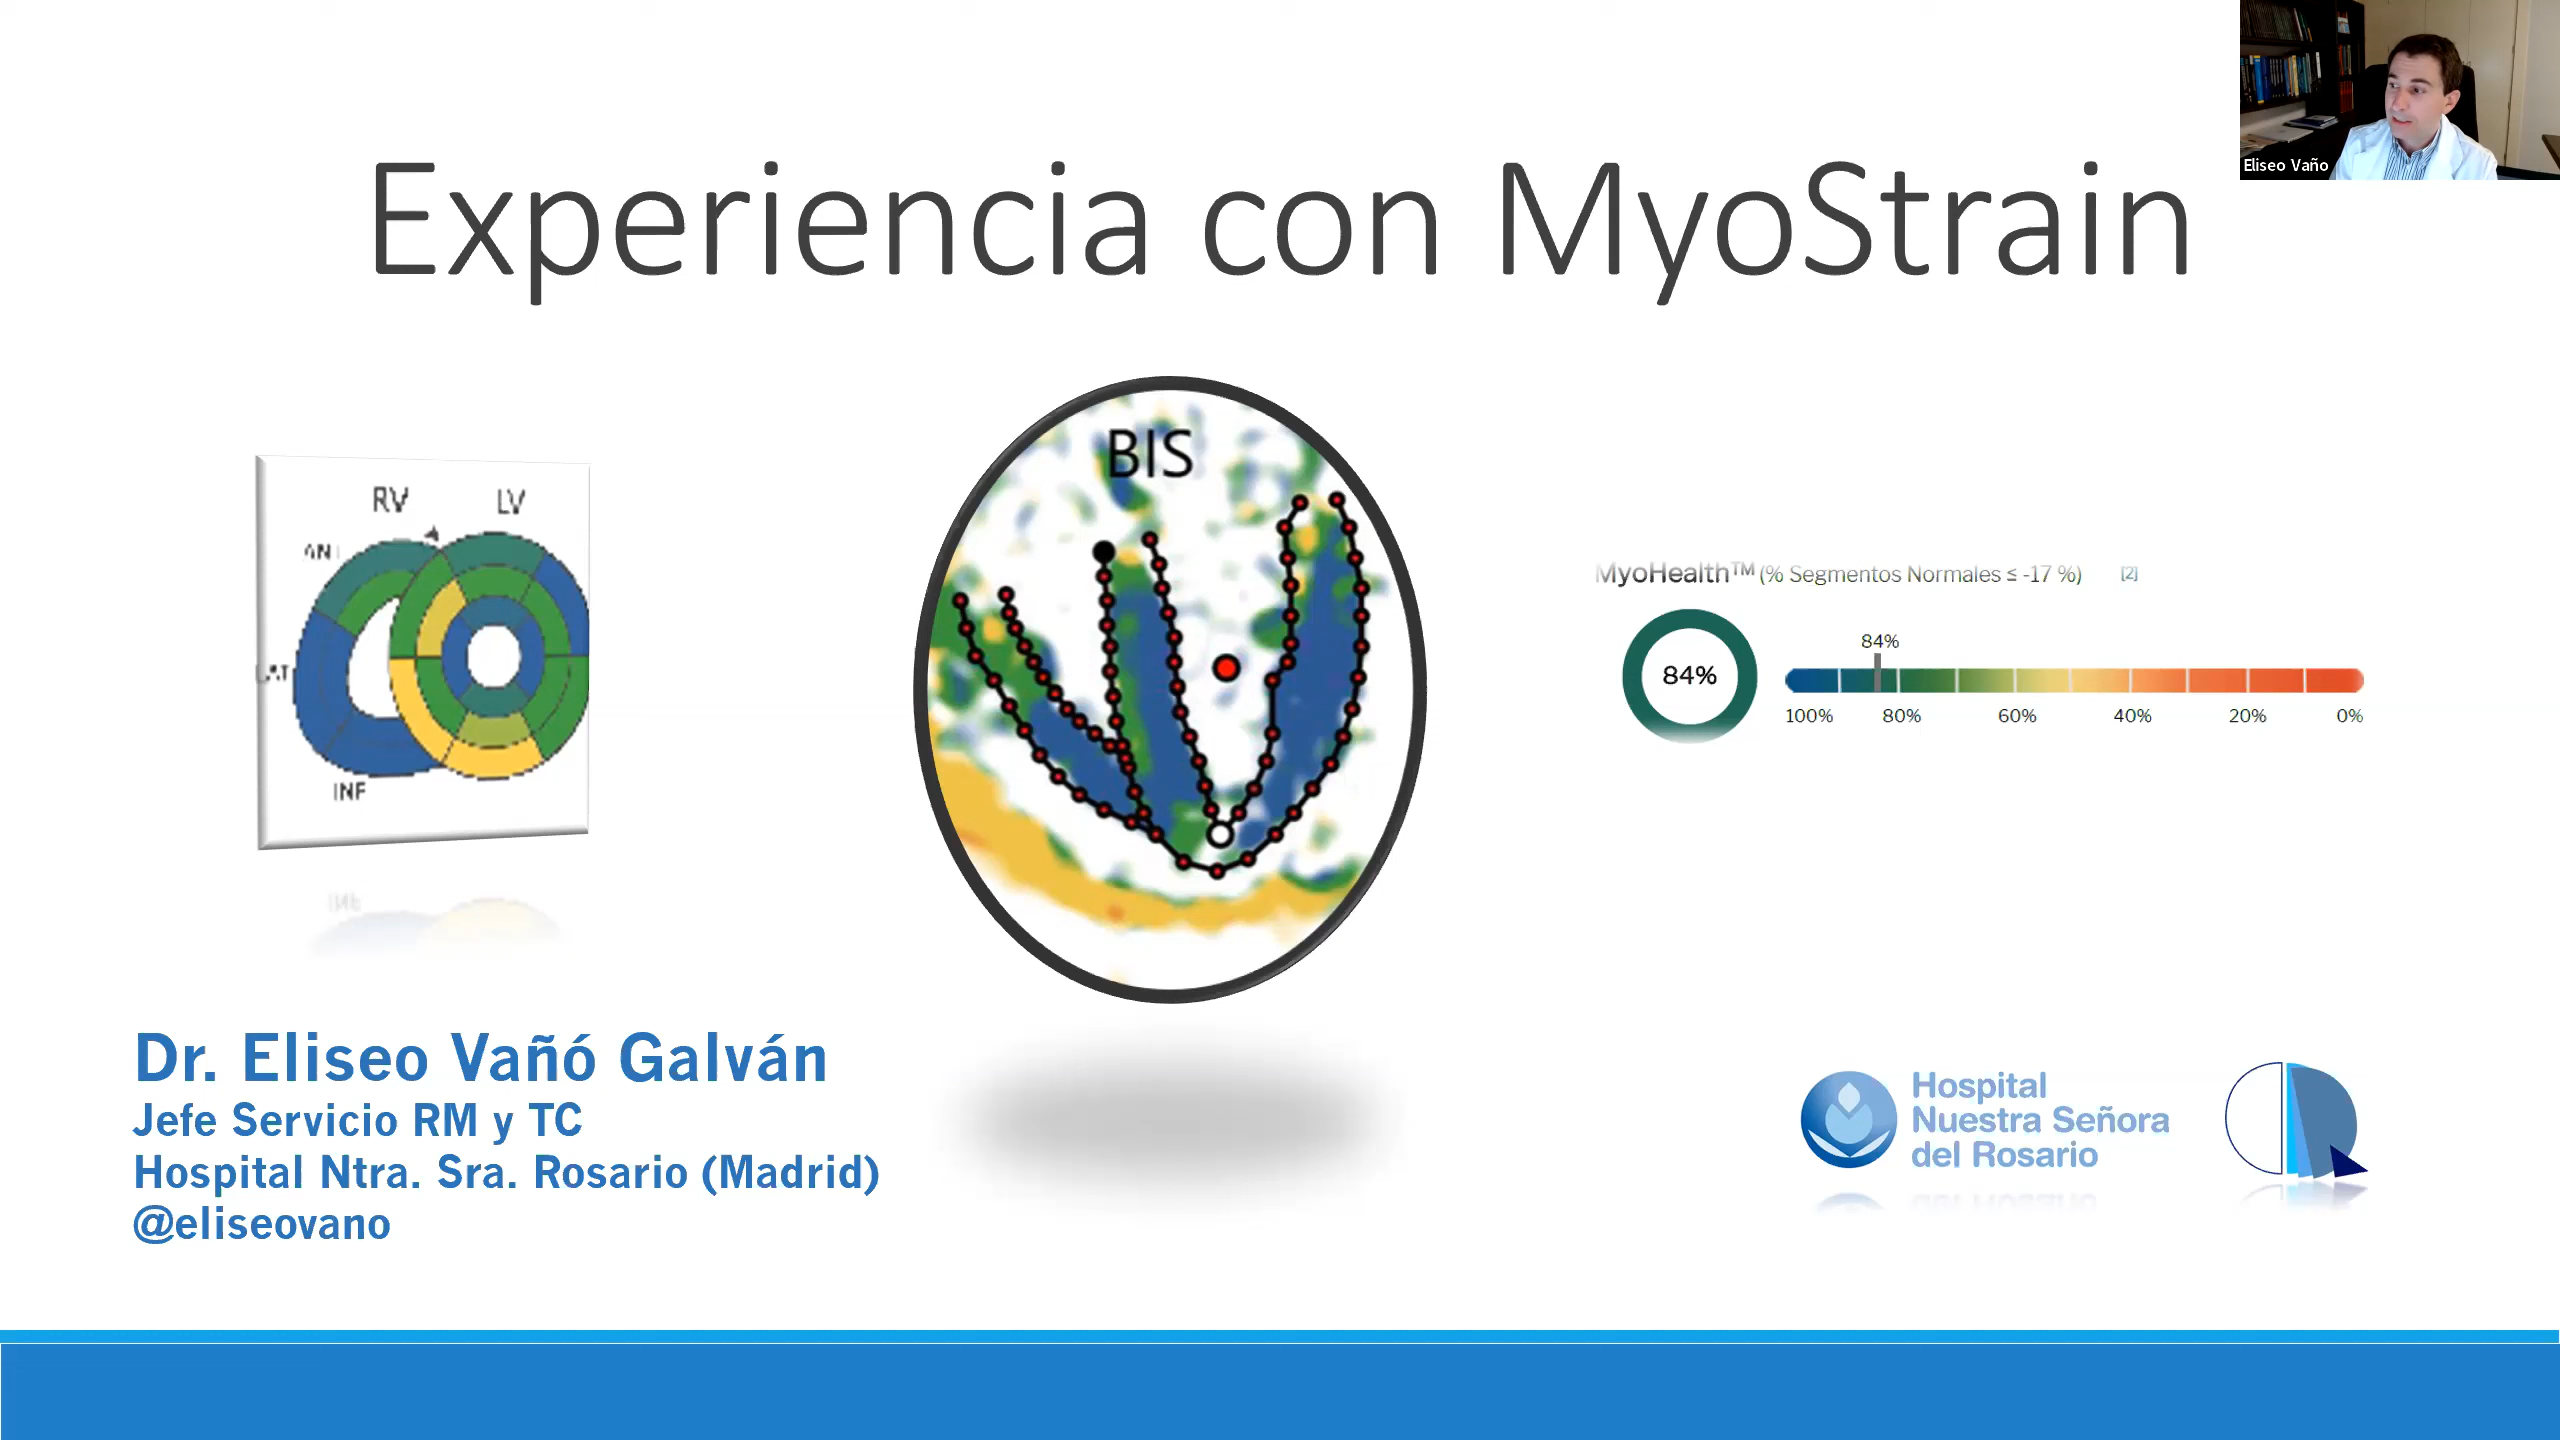 Eliseo Vaño
Experiencia con MyoStrain
RV LV
LAT
INF
BIS
MyoHealth™ (% Segmentos Normales ≤ -17 %) [2]
84%
84%
100% 80% 60% 40% 20% 0%
Dr. Eliseo Vañó Galván
Jefe Servicio RM y TC
Hospital Ntra. Sra. Rosario (Madrid)
@eliseovano
Hospital
Nuestra Señora
del Rosario